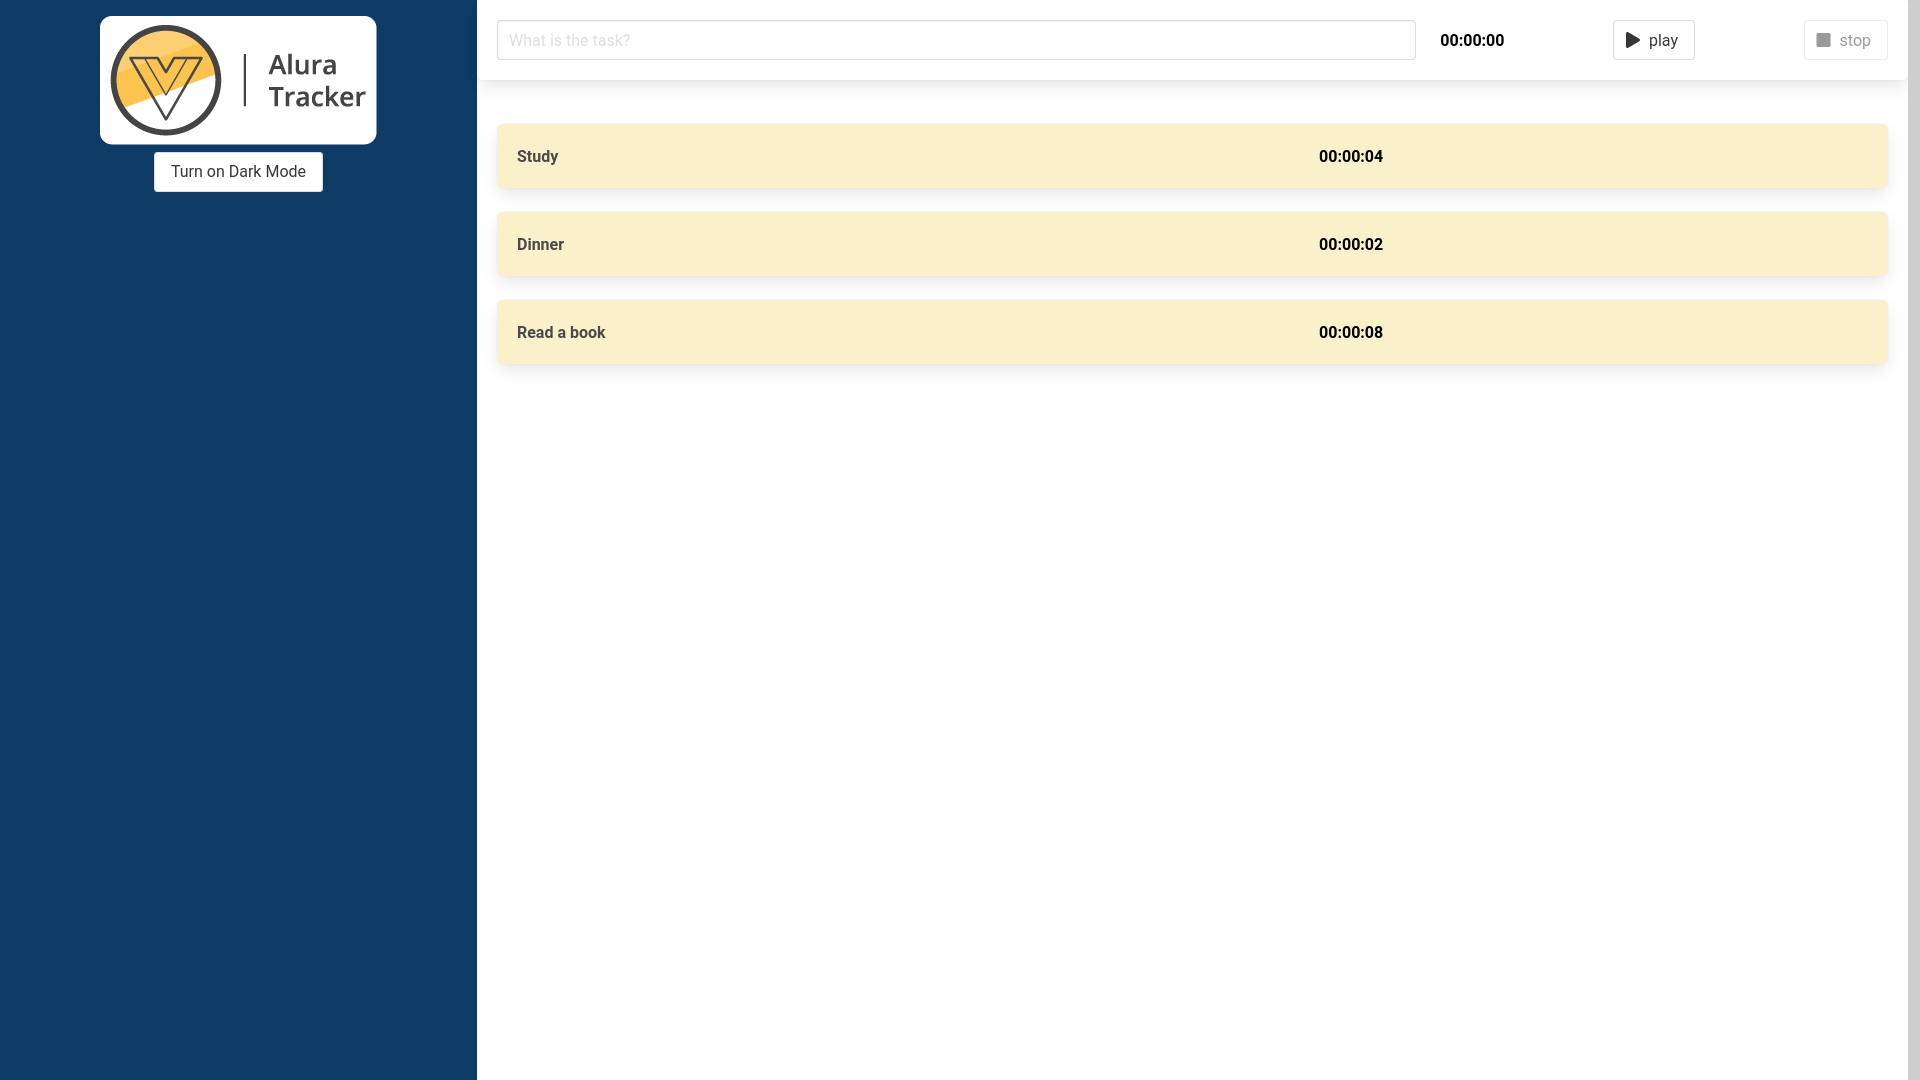 Alura
Tracker
Turn on Dark Mode
What is the task?
00:00:00
play
stop
Study
00:00:04
Dinner
00:00:02
Read a book
00:00:08